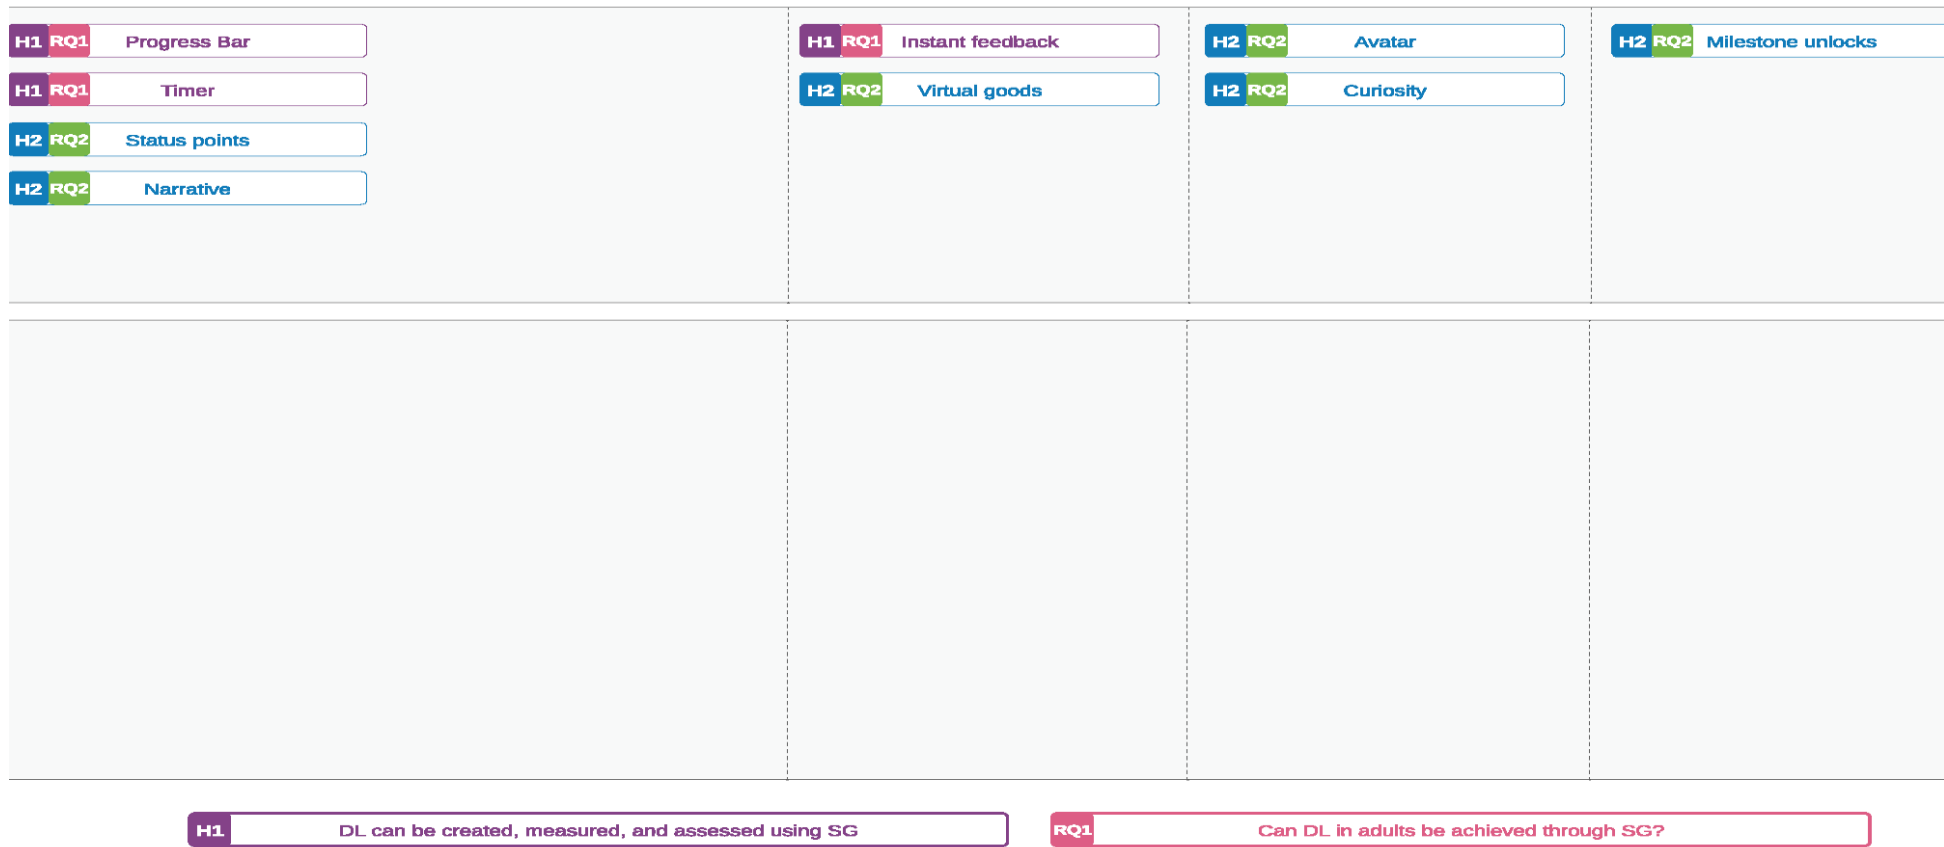 H1 RQ1 Progress Bar
H1 RQ1 Timer
H2 RQ2 Status points
H2 RQ2 Narrative
H1 RQ1 Instant feedback
H2 RQ2 Virtual goods
H2 RQ2 Avatar
H2 RQ2 Curiosity
H2 RQ2 Milestone unlocks
H1 DL can be created, measured, and assessed using SG
RQ1 Can DL in adults be achieved through SG?